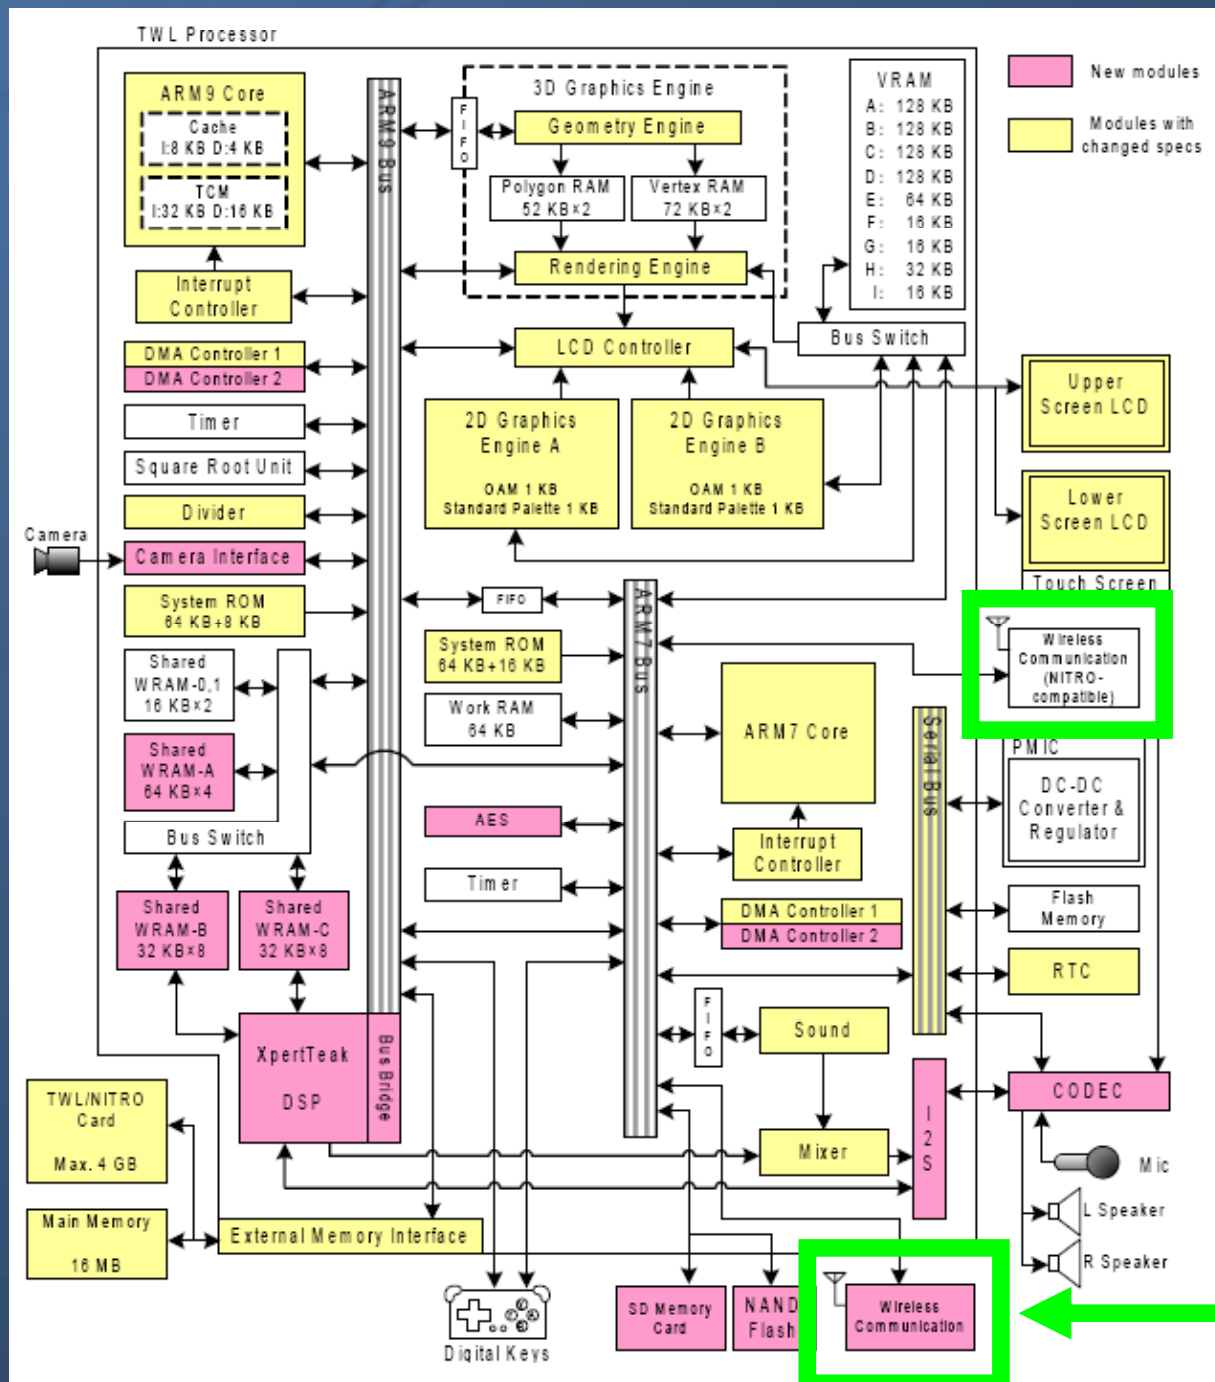 TWL Processor
New modules
Modules with
changed specs
ARM9 Core
Cache
I:8 KB D:4 KB
TCM
I:32 KB D:16 KB
Interrupt
Controller
DMA Controller 1
DMA Controller 2
Timer
Square Root Unit
Divider
Camera
Camera Interface
System ROM
64 KB+8 KB
Shared
WRAM-0,1
16 KB×2
Shared
WRAM-A
64 KB×4
Bus Switch
Shared
WRAM-B
32 KB×8
Shared
WRAM-C
32 KB×8
XpertTeak
DSP
Bus Bridge
ARM9 Bus
FIFO
3D Graphics Engine
Geometry Engine
Polygon RAM
52 KB×2
Vertex RAM
72 KB×2
Rendering Engine
LCD Controller
2D Graphics
Engine A
OAM 1 KB
Standard Palette 1 KB
2D Graphics
Engine B
OAM 1 KB
Standard Palette 1 KB
VRAM
A: 128 KB
B: 128 KB
C: 128 KB
D: 128 KB
E: 64 KB
F: 16 KB
G: 16 KB
H: 32 KB
I: 16 KB
Bus Switch
Upper
Screen LCD
Lower
Screen LCD
Touch Screen
FIFO
ARM7 Bus
System ROM
64 KB+16 KB
Work RAM
64 KB
AES
Timer
ARM7 Core
Interrupt
Controller
DMA Controller 1
DMA Controller 2
FIFO
Sound
Mixer
I2S
Serial Bus
Wireless
Communication
(NITRO-
compatible)
PMIC
DC-DC
Converter &
Regulator
Flash
Memory
RTC
CODEC
Mic
L Speaker
R Speaker
TWL/NITRO
Card
Max. 4 GB
Main Memory
16 MB
External Memory Interface
Digital Keys
SD Memory
Card
NAND
Flash
Wireless
Communication